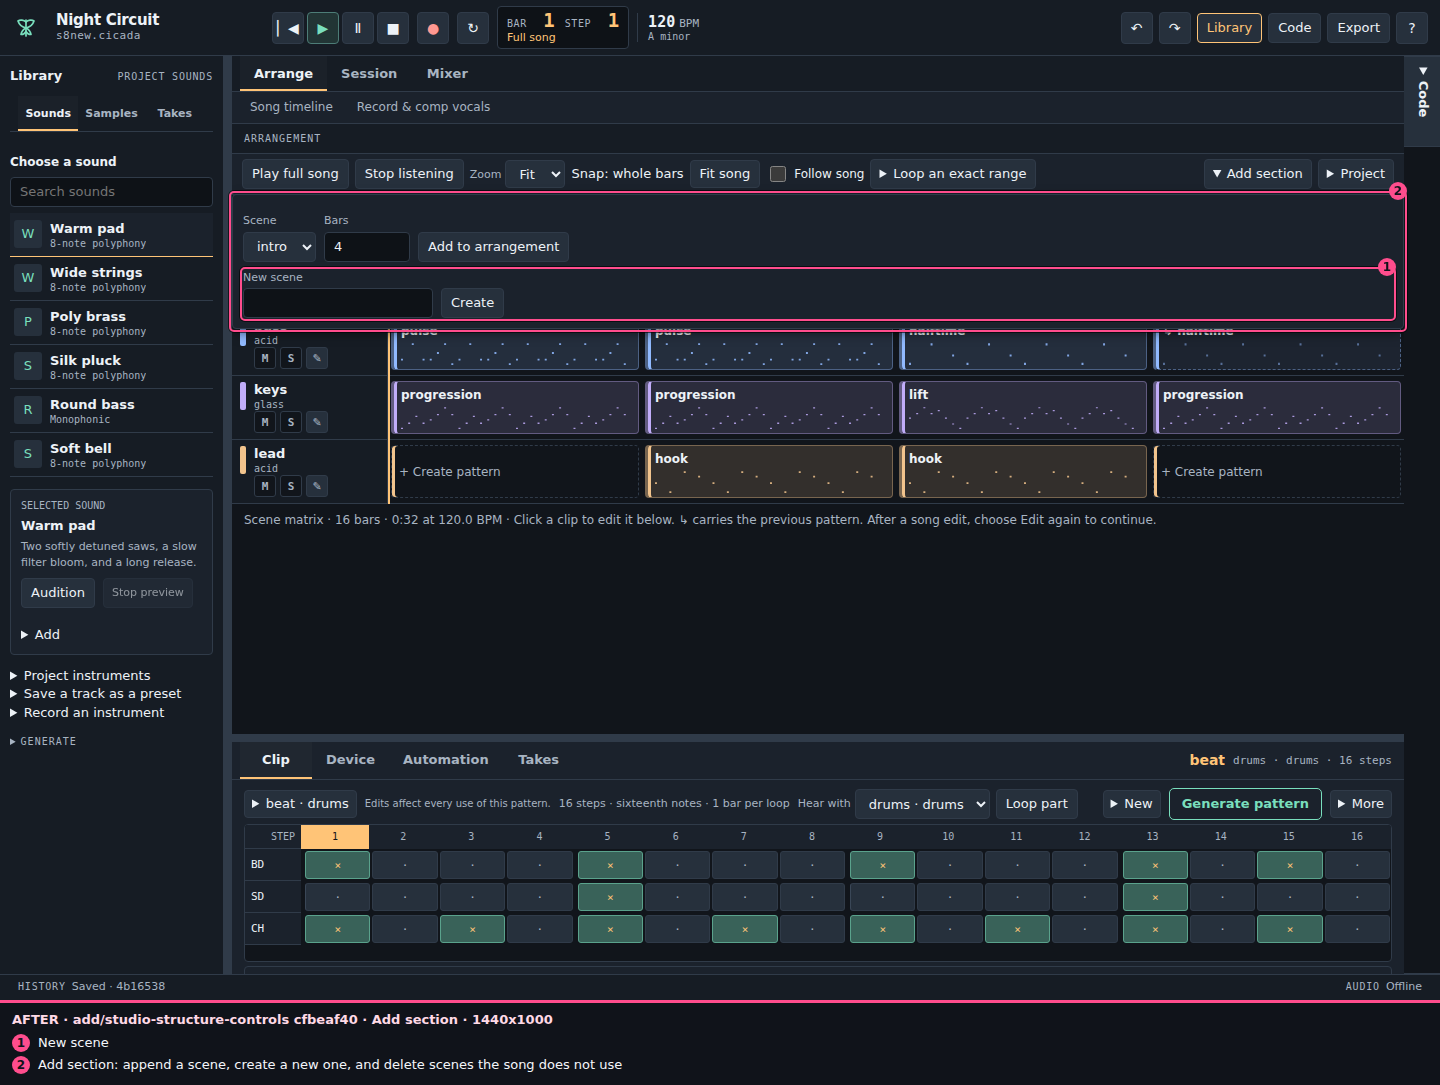 Night Circuit
s8new.cicada
BAR 1 STEP 1
Full song
120 BPM
A minor
Library
Code
Export
?
Library
PROJECT SOUNDS
Sounds
Samples
Takes
Choose a sound
Search sounds
W
Warm pad
8-note polyphony
W
Wide strings
8-note polyphony
P
Poly brass
8-note polyphony
S
Silk pluck
8-note polyphony
R
Round bass
Monophonic
S
Soft bell
8-note polyphony
SELECTED SOUND
Warm pad
Two softly detuned saws, a slow
filter bloom, and a long release.
Audition
Stop preview
Add
Project instruments
Save a track as a preset
Record an instrument
GENERATE
Arrange
Session
Mixer
Song timeline
Record & comp vocals
ARRANGEMENT
Play full song
Stop listening
Zoom
Fit
Snap: whole bars
Fit song
Follow song
Loop an exact range
Add section
Project
2
Scene
Bars
intro
4
Add to arrangement
1
New scene
Create
acid
M S
pulse
pulse
halftime
↳ halftime
keys
glass
M S
progression
progression
lift
progression
lead
acid
M S
+ Create pattern
hook
hook
+ Create pattern
Scene matrix · 16 bars · 0:32 at 120.0 BPM · Click a clip to edit it below. ↳ carries the previous pattern. After a song edit, choose Edit again to continue.
Code
Clip
Device
Automation
Takes
beat drums · drums · 16 steps
beat · drums
Edits affect every use of this pattern.
16 steps · sixteenth notes · 1 bar per loop
Hear with
drums · drums
Loop part
New
Generate pattern
More
STEP 1 2 3 4 5 6 7 8 9 10 11 12 13 14 15 16
BD × · · · × · · · × · · · × · × ·
SD · · · · × · · · · · · · × · · ·
CH × · × · × · × · × · × · × · × ·
HISTORY Saved · 4b16538
AUDIO Offline
AFTER · add/studio-structure-controls cfbeaf40 · Add section · 1440x1000
1 New scene
2 Add section: append a scene, create a new one, and delete scenes the song does not use